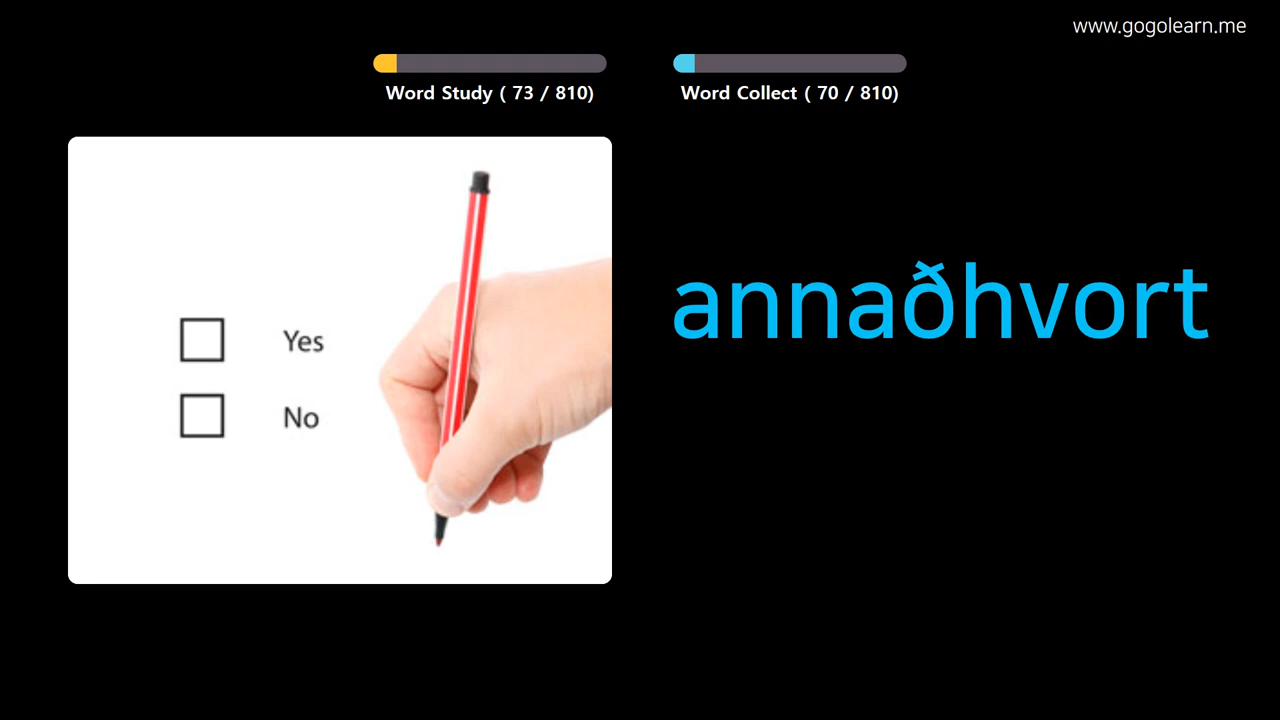 www.gogolearn.me
Word Study ( 73 / 810)
Word Collect ( 70 / 810)
Yes
No
annaðhvort